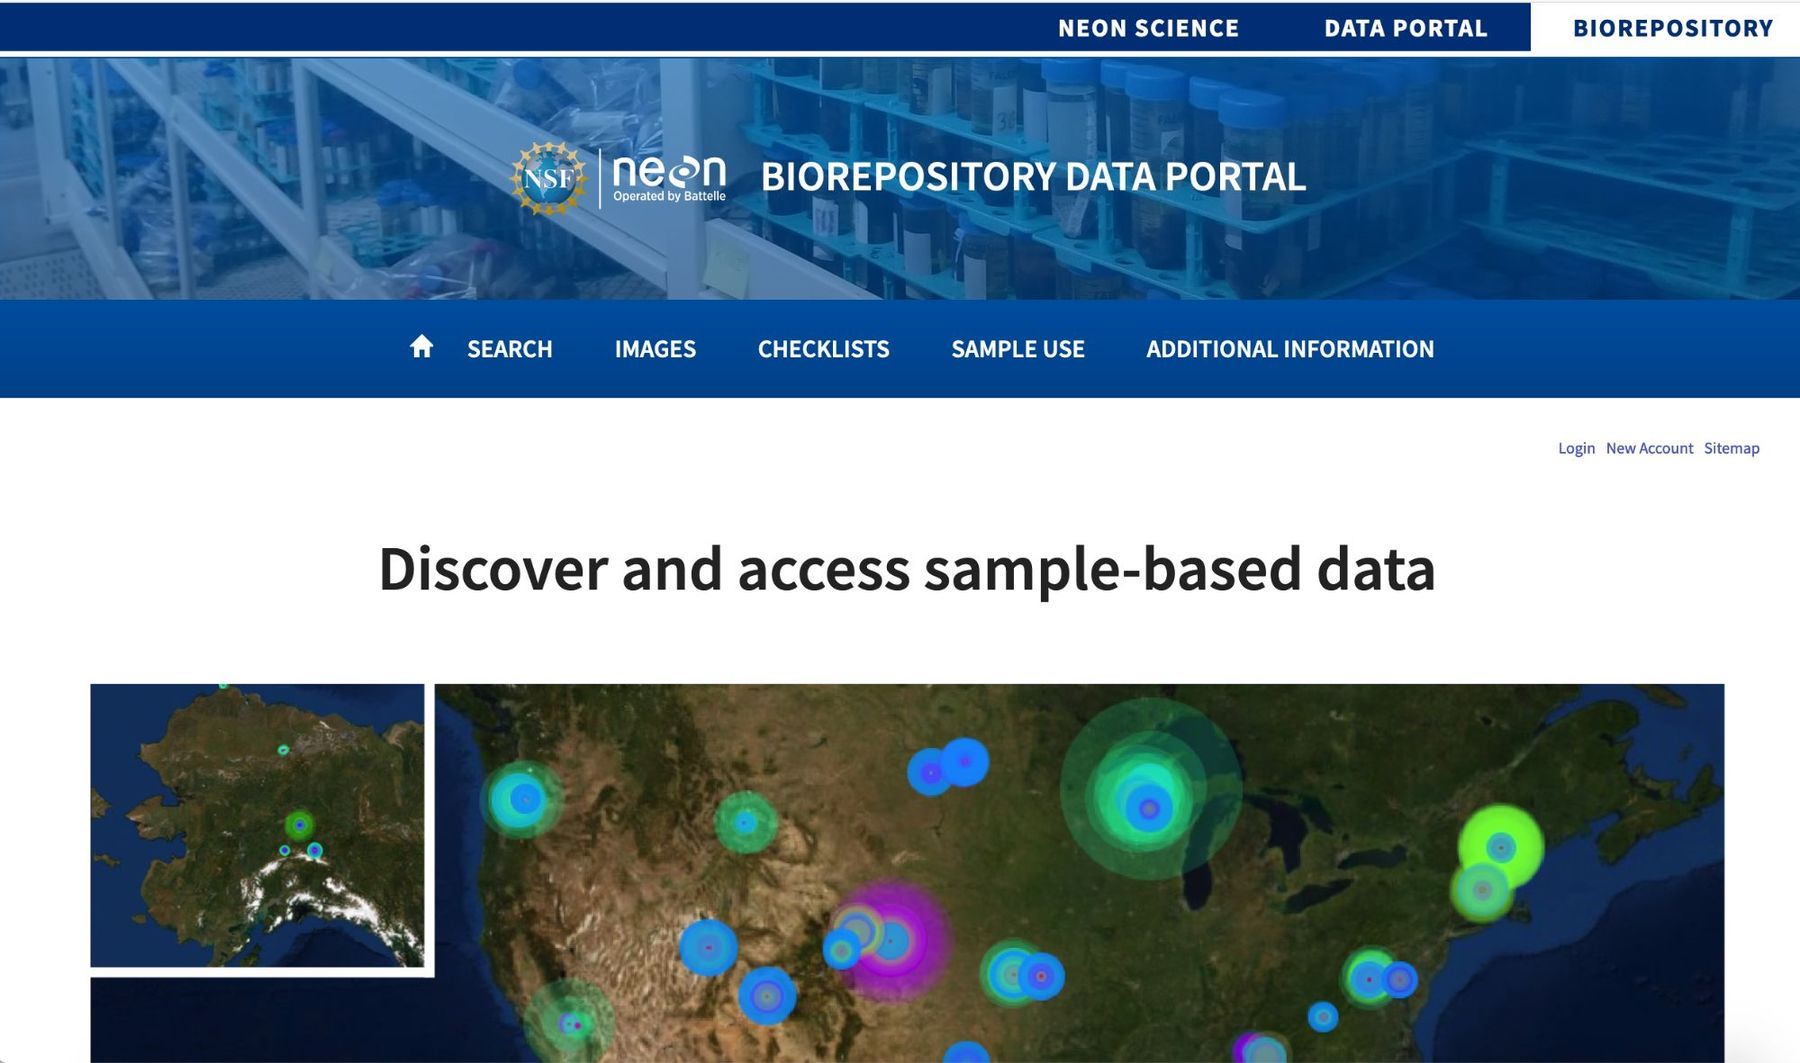 NEON SCIENCE DATA PORTAL BIOREPOSITORY
NSF neon BIOREPOSITORY DATA PORTAL
Operated by Battelle
SEARCH IMAGES CHECKLISTS SAMPLE USE ADDITIONAL INFORMATION
Login New Account Sitemap
Discover and access sample-based data